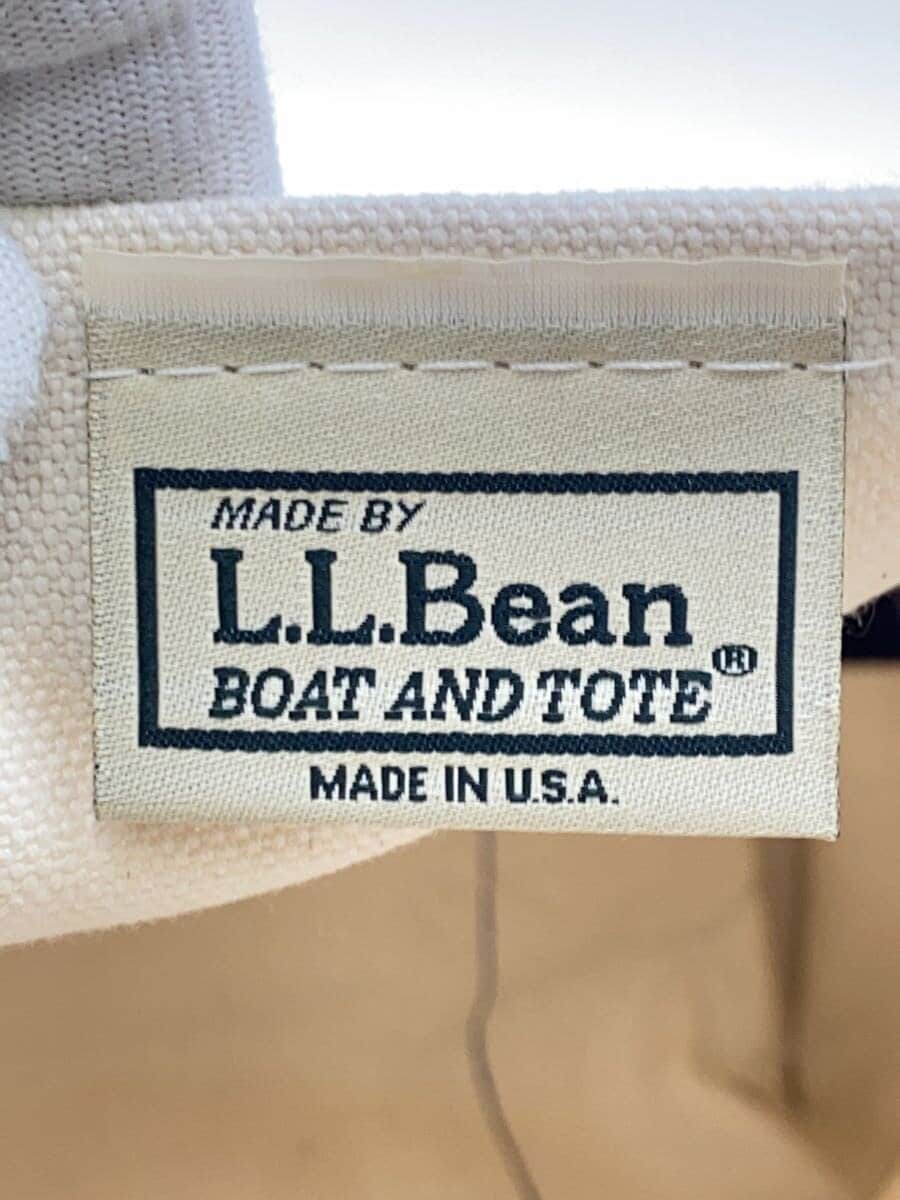 MADE BY
L.L.Bean
BOAT AND TOTE®
MADE IN U.S.A.